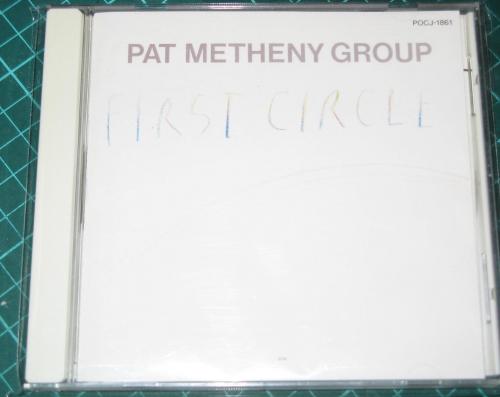 POCJ-1861
PAT METHENY GROUP
FIRST CIRCLE